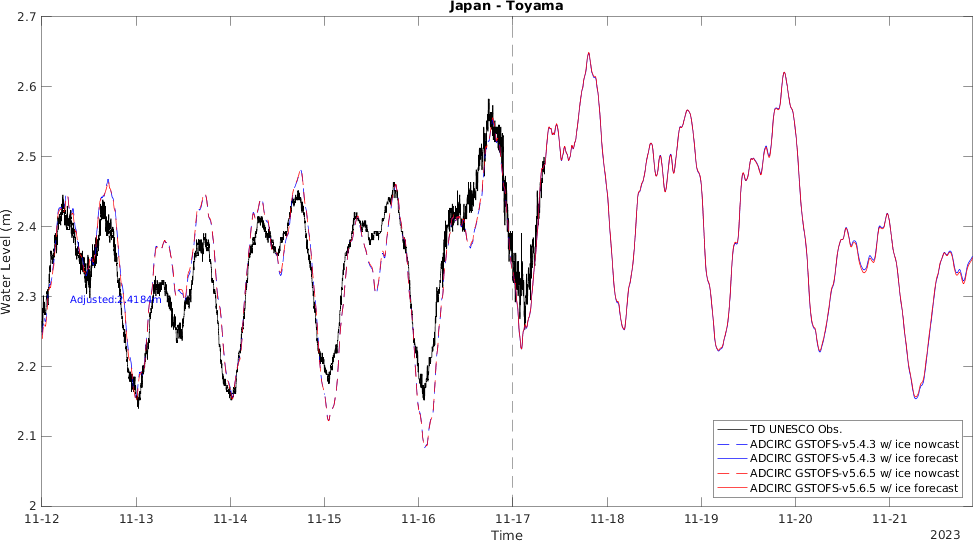 Japan - Toyama
2.7
2.6
2.5
2.4
2.3
2.2
2.1
2
Water Level (m)
Adjusted:2.4184m
TD UNESCO Obs.
ADCIRC GSTOFS-v5.4.3 w/ ice nowcast
ADCIRC GSTOFS-v5.4.3 w/ ice forecast
ADCIRC GSTOFS-v5.6.5 w/ ice nowcast
ADCIRC GSTOFS-v5.6.5 w/ ice forecast
11-12 11-13 11-14 11-15 11-16 11-17 11-18 11-19 11-20 11-21
Time
2023